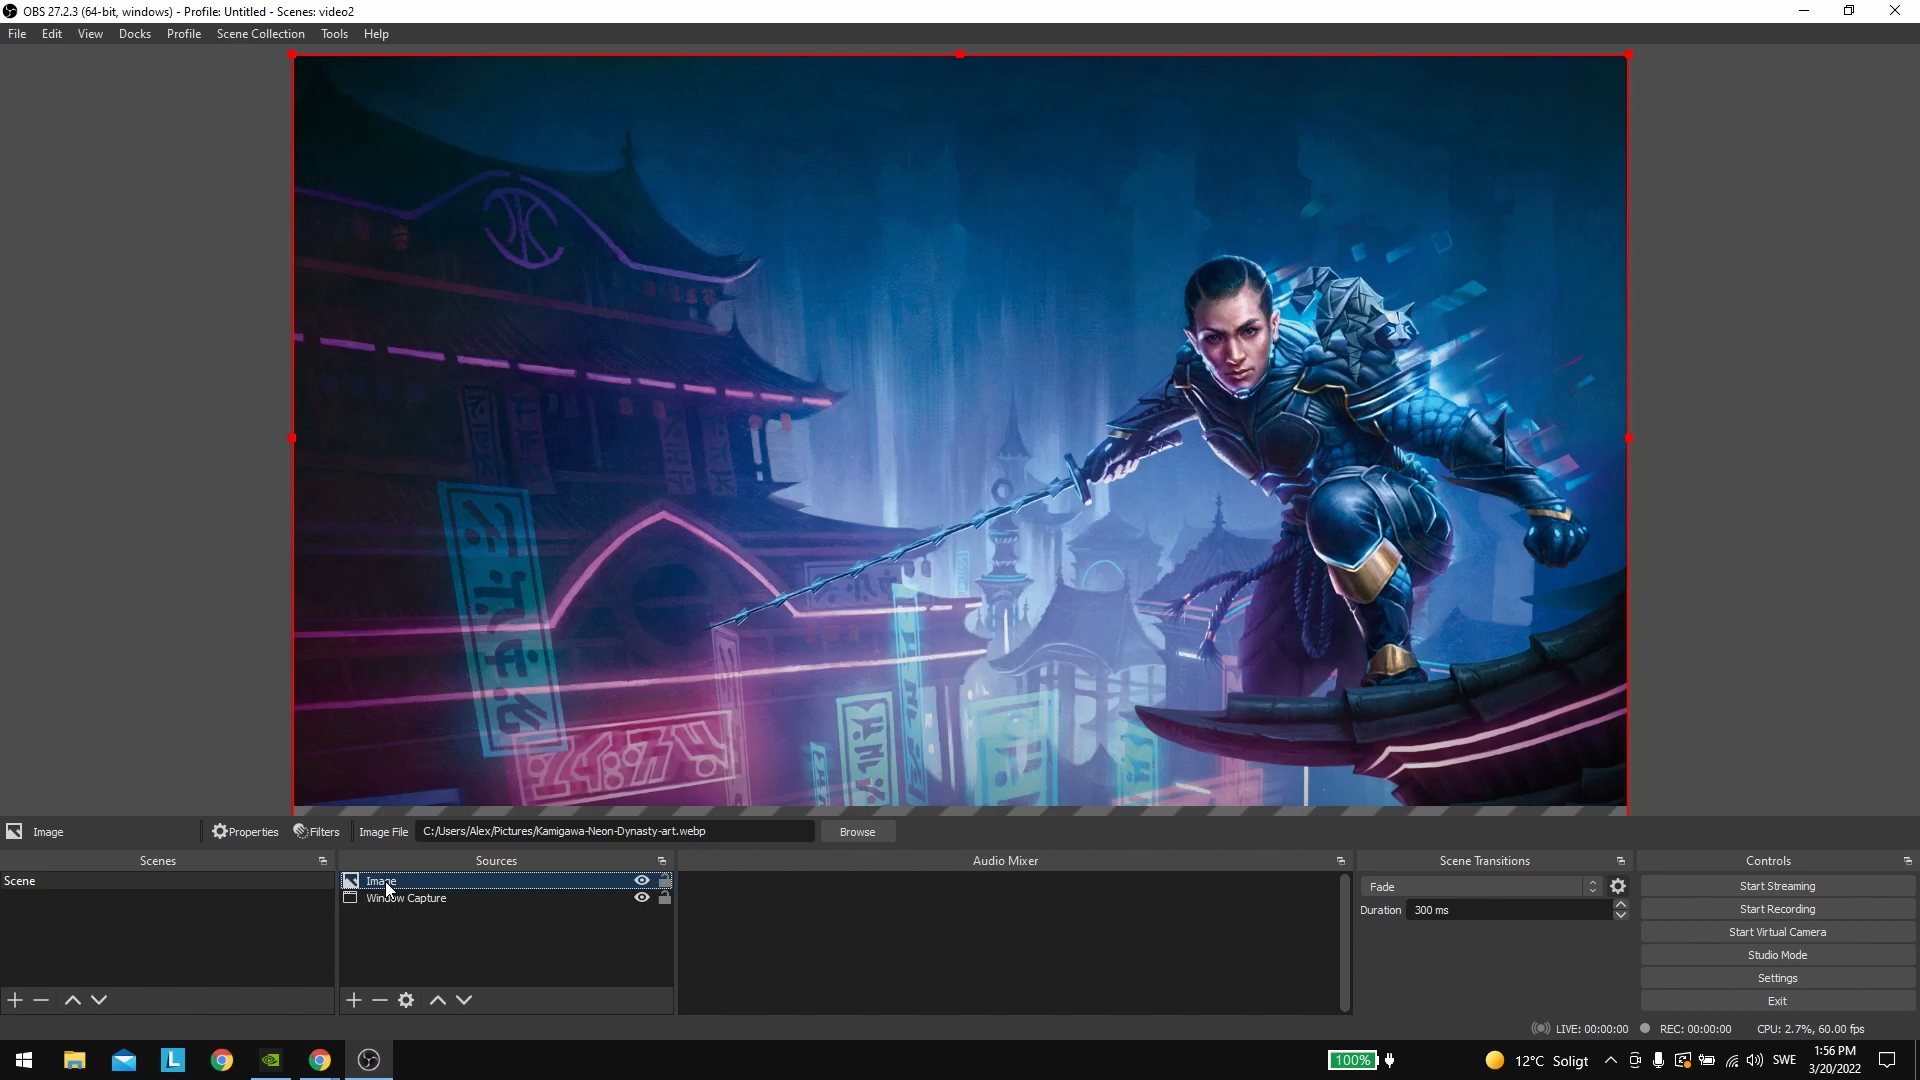 OBS 27.2.3 (64-bit, windows) - Profile: Untitled - Scenes: video2
File Edit View Docks Profile Scene Collection Tools Help
Image Properties Filters Image File C:/Users/Alex/Pictures/Kamigawa-Neon-Dynasty-art.webp Browse
Scenes Sources Audio Mixer Scene Transitions Controls
Scene Image Fade Start Streaming
Window Capture Duration 300 ms Start Recording
Start Virtual Camera
Studio Mode
Settings
Exit
LIVE: 00:00:00 REC: 00:00:00 CPU: 2.7%, 60.00 fps
L 100% 12°C Soligt SWE 1:56 PM
3/20/2022